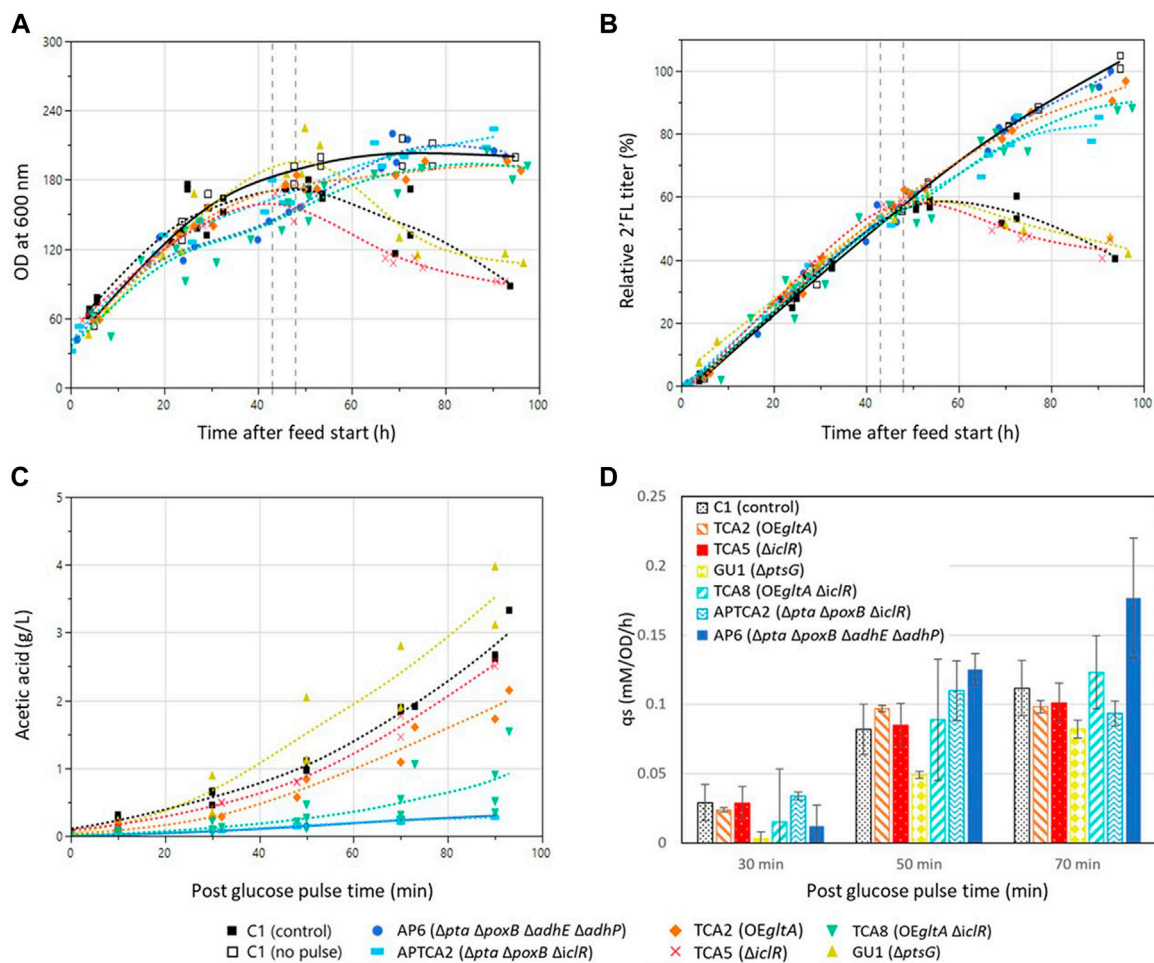 A
B
300
240
180
120
60
0
OD at 600 nm
0 20 40 60 80 100
Time after feed start (h)
100
80
60
40
20
0
Relative 2'FL titer (%)
0 20 40 60 80 100
Time after feed start (h)
C
D
5
4
3
2
1
0
Acetic acid (g/L)
0 20 40 60 80 100
Post glucose pulse time (min)
0.25
0.2
0.15
0.1
0.05
0
qs (mM/OD/h)
C1 (control)
TCA2 (OEgltA)
TCA5 (ΔiclR)
GU1 (ΔptsG)
TCA8 (OEgltA ΔiclR)
APTCA2 (Δpta ΔpoxB ΔiclR)
AP6 (Δpta ΔpoxB ΔadhE ΔadhP)
30 min 50 min 70 min
Post glucose pulse time (min)
C1 (control) AP6 (Δpta ΔpoxB ΔadhE ΔadhP) TCA2 (OEgltA) TCA8 (OEgltA ΔiclR)
C1 (no pulse) APTCA2 (Δpta ΔpoxB ΔiclR) TCA5 (ΔiclR) GU1 (ΔptsG)